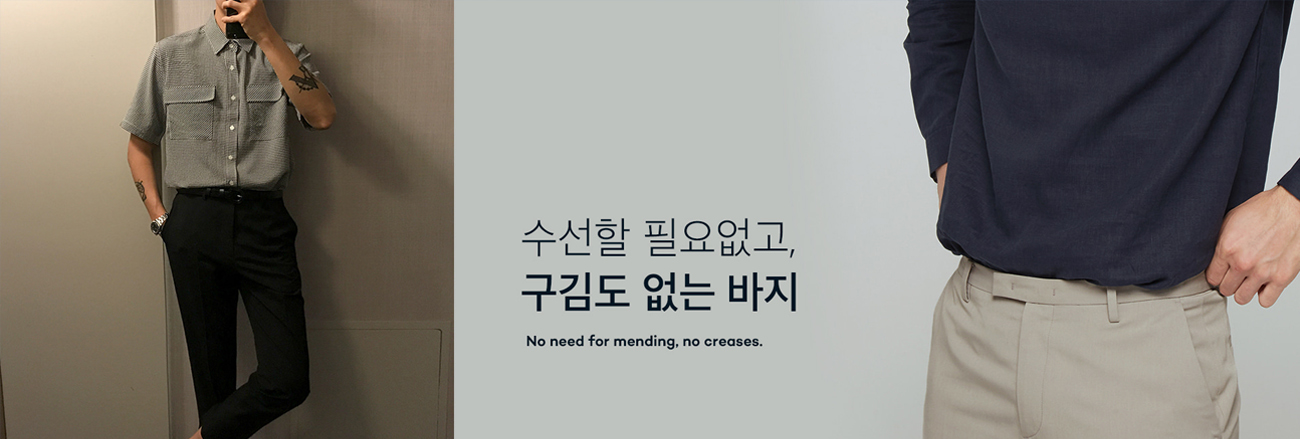 수선할 필요없고,
구김도 없는 바지
No need for mending, no creases.